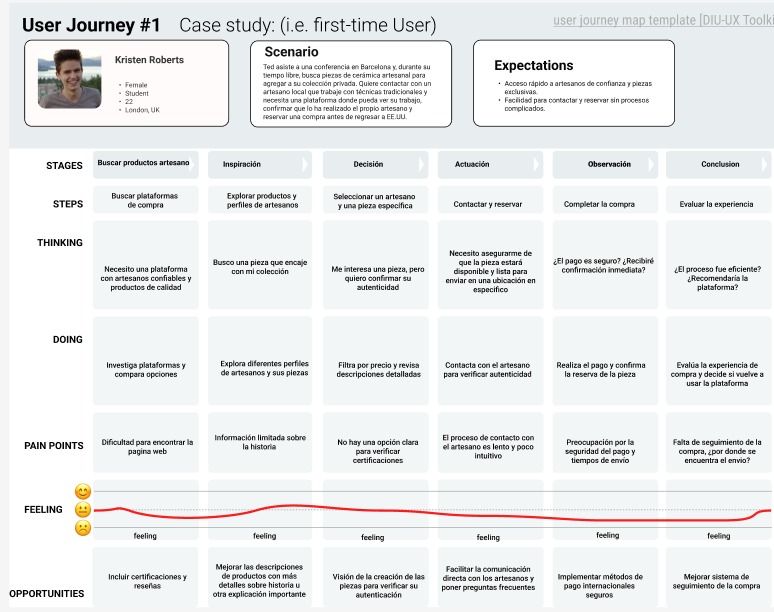 User Journey #1 Case study: (i.e. first-time User)
user journey map template [DIU-UX Toolki
Kristen Roberts
• Female
• Student
• 22
• London, UK
Scenario
Ted asiste a una conferencia en Barcelona y, durante su
tiempo libre, busca piezas de cerámica artesanal para
agregar a su colección privada. Quiere contactar con un
artesano local que trabaje con técnicas tradicionales y
necesita una plataforma donde pueda ver su trabajo,
confirmar que lo ha realizado el propio artesano y
reservar una compra antes de regresar a EE.UU.
Expectations
• Acceso rápido a artesanos de confianza y piezas
exclusivas.
• Facilidad para contactar y reservar sin procesos
complicados.
STAGES
Buscar productos artesano
Inspiración
Decisión
Actuación
Observación
Conclusion
STEPS
Buscar plataformas
de compra
Explorar productos y
perfiles de artesanos
Seleccionar un artesano
y una pieza específica
Contactar y reservar
Completar la compra
Evaluar la experiencia
THINKING
Necesito una plataforma
con artesanos confiables y
productos de calidad
Busco una pieza que encaje
con mi colección
Me interesa una pieza, pero
quiero confirmar su
autenticidad
Necesito asegurarme de
que la pieza estará
disponible y lista para
enviar en una ubicación en
específico
¿El pago es seguro? ¿Recibiré
confirmación inmediata?
¿El proceso fue eficiente?
¿Recomendaría la
plataforma?
DOING
Investiga plataformas y
compara opciones
Explora diferentes perfiles
de artesanos y sus piezas
Filtra por precio y revisa
descripciones detalladas
Contacta con el artesano
para verificar autenticidad
Realiza el pago y confirma
la reserva de la pieza
Evalúa la experiencia de
compra y decide si vuelve a
usar la plataforma
PAIN POINTS
Dificultad para encontrar la
pagina web
Información limitada sobre
la historia
No hay una opción clara
para verificar
certificaciones
El proceso de contacto con
el artesano es lento y poco
intuitivo
Preocupación por la
seguridad del pago y
tiempos de envío
Falta de seguimiento de la
compra, ¿por donde se
encuentra el envío?
FEELING
feeling
feeling
feeling
feeling
feeling
feeling
OPPORTUNITIES
Incluir certificaciones y
reseñas
Mejorar las descripciones
de productos con más
detalles sobre historia u
otra explicación importante
Visión de la creación de las
piezas para verificar su
autenticación
Facilitar la comunicación
directa con los artesanos y
poner preguntas frecuentes
Implementar métodos de
pago internacionales
seguros
Mejorar sistema de
seguimiento de la compra